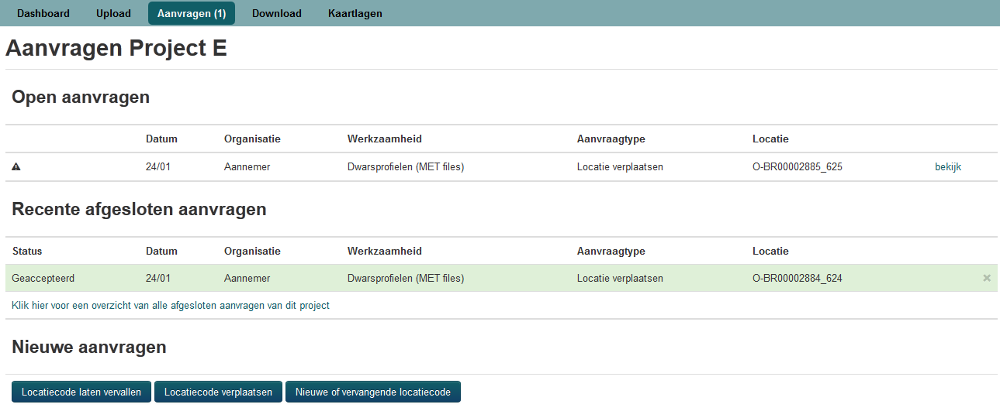 Dashboard Upload Aanvragen (1) Download Kaartlagen
Aanvragen Project E
Open aanvragen
Datum Organisatie Werkzaamheid Aanvraagtype Locatie
24/01 Aannemer Dwarsprofielen (MET files) Locatie verplaatsen O-BR00002885_625 bekijk
Recente afgesloten aanvragen
Status Datum Organisatie Werkzaamheid Aanvraagtype Locatie
Geaccepteerd 24/01 Aannemer Dwarsprofielen (MET files) Locatie verplaatsen O-BR00002884_624
Klik hier voor een overzicht van alle afgesloten aanvragen van dit project
Nieuwe aanvragen
Locatiecode laten vervallen Locatiecode verplaatsen Nieuwe of vervangende locatiecode